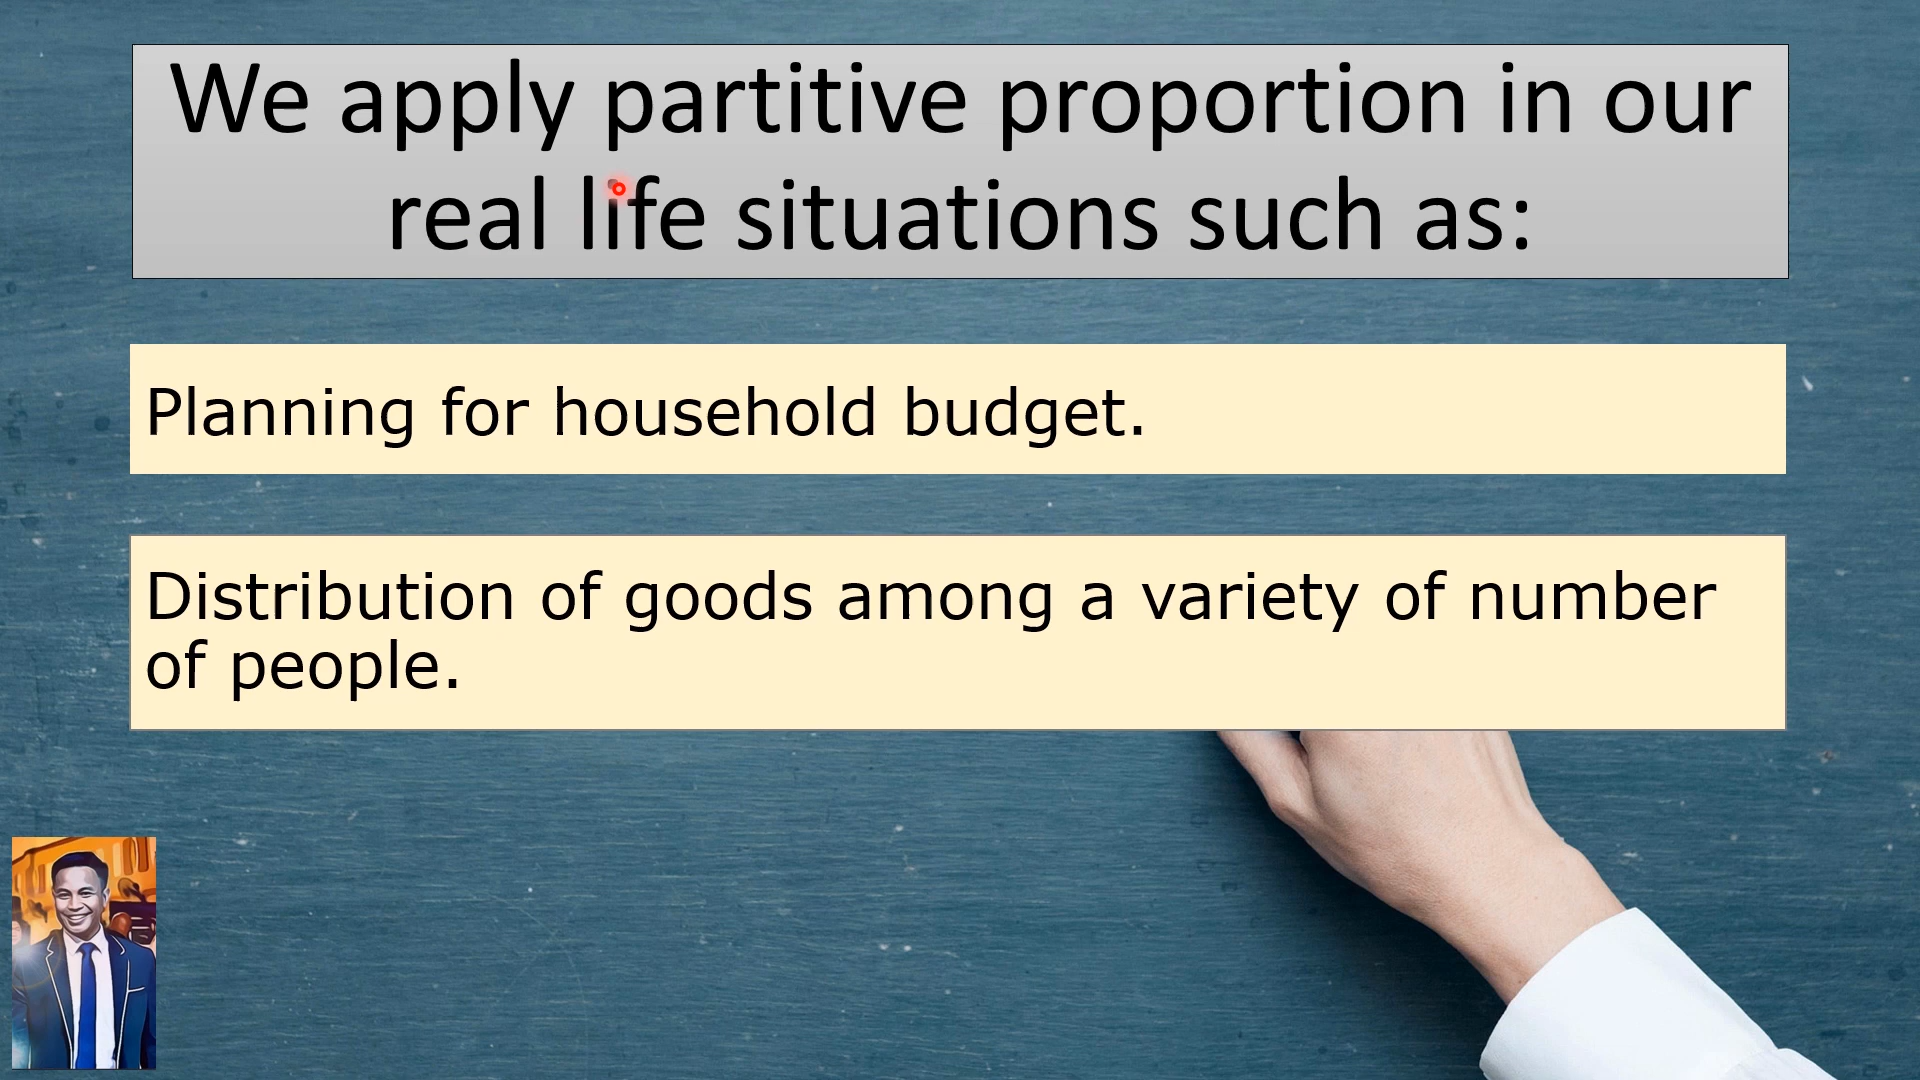 We apply partitive proportion in our
real life situations such as:
Planning for household budget.
Distribution of goods among a variety of number
of people.